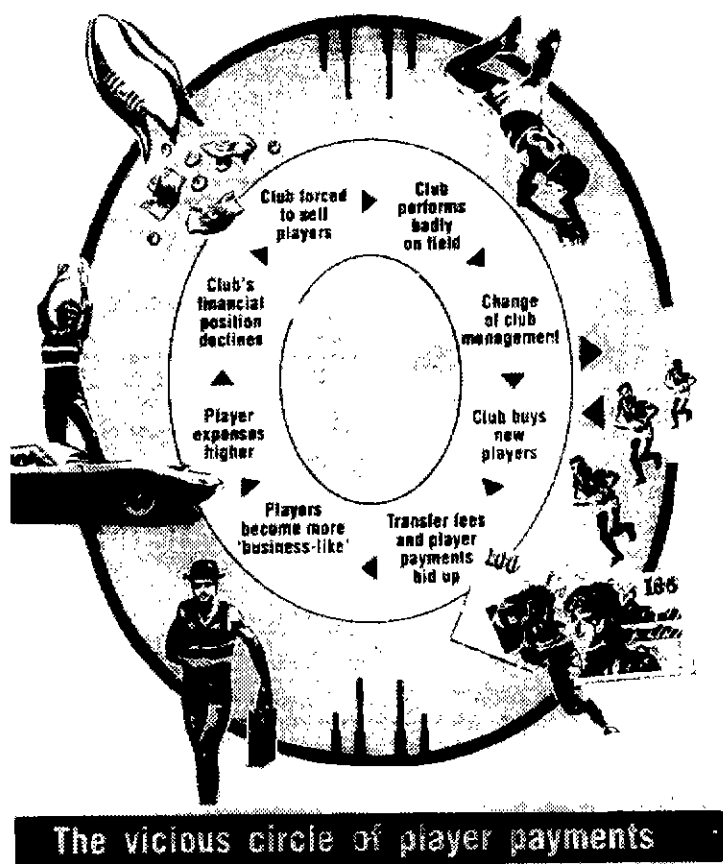 Club forced
to sell
players
Club
performs
badly
on field
Change
of club
management
Club buys
new
players
Transfer fees
and player
payments
bid up
Players
become more
'business-like'
Player
expenses
higher
Club's
financial
position
declines
The vicious circle of player payments